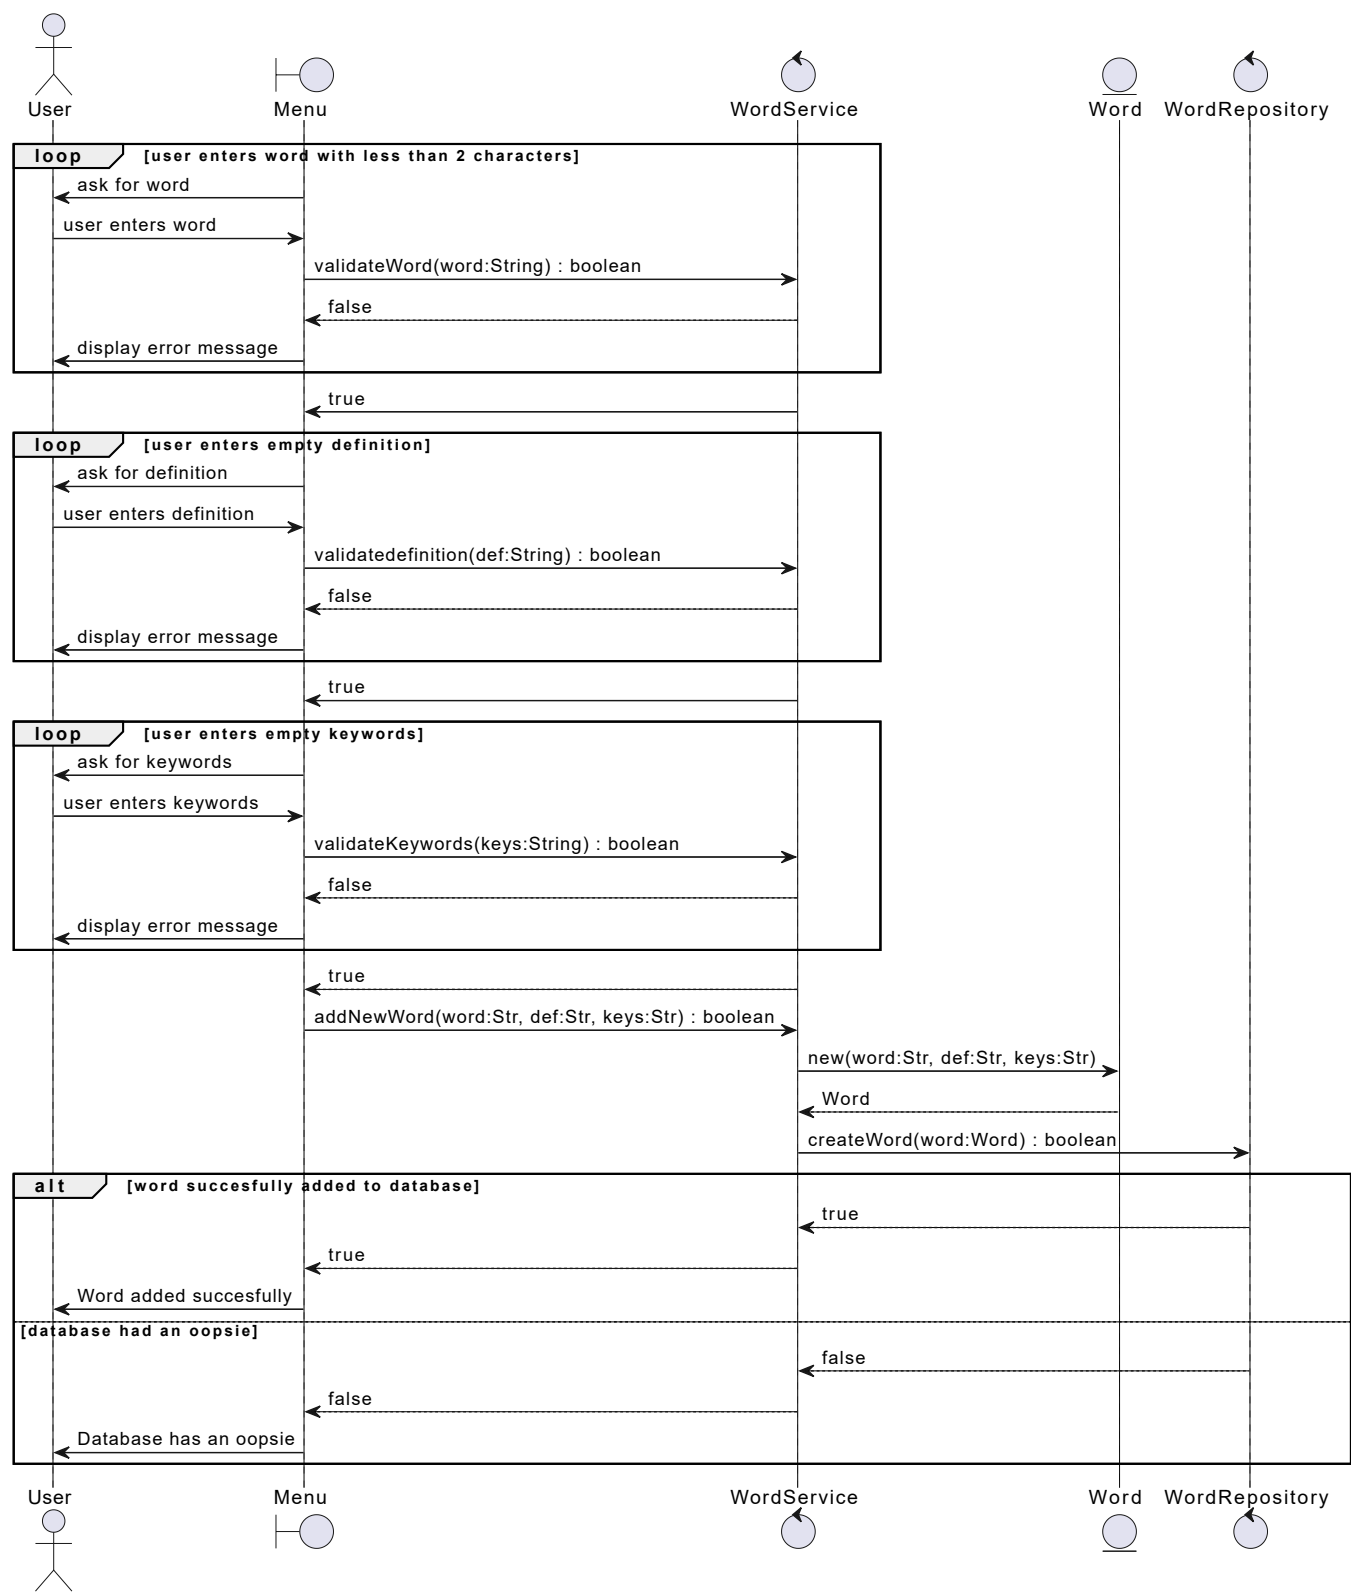 User
Menu
WordService
Word
WordRepository
loop [user enters word with less than 2 characters]
ask for word
user enters word
validateWord(word:String) : boolean
false
display error message
true
loop [user enters empty definition]
ask for definition
user enters definition
validatedefinition(def:String) : boolean
false
display error message
true
loop [user enters empty keywords]
ask for keywords
user enters keywords
validateKeywords(keys:String) : boolean
false
display error message
true
addNewWord(word:Str, def:Str, keys:Str) : boolean
new(word:Str, def:Str, keys:Str)
Word
createWord(word:Word) : boolean
alt [word succesfully added to database]
true
true
Word added succesfully
[database had an oopsie]
false
false
Database has an oopsie
User
Menu
WordService
Word
WordRepository